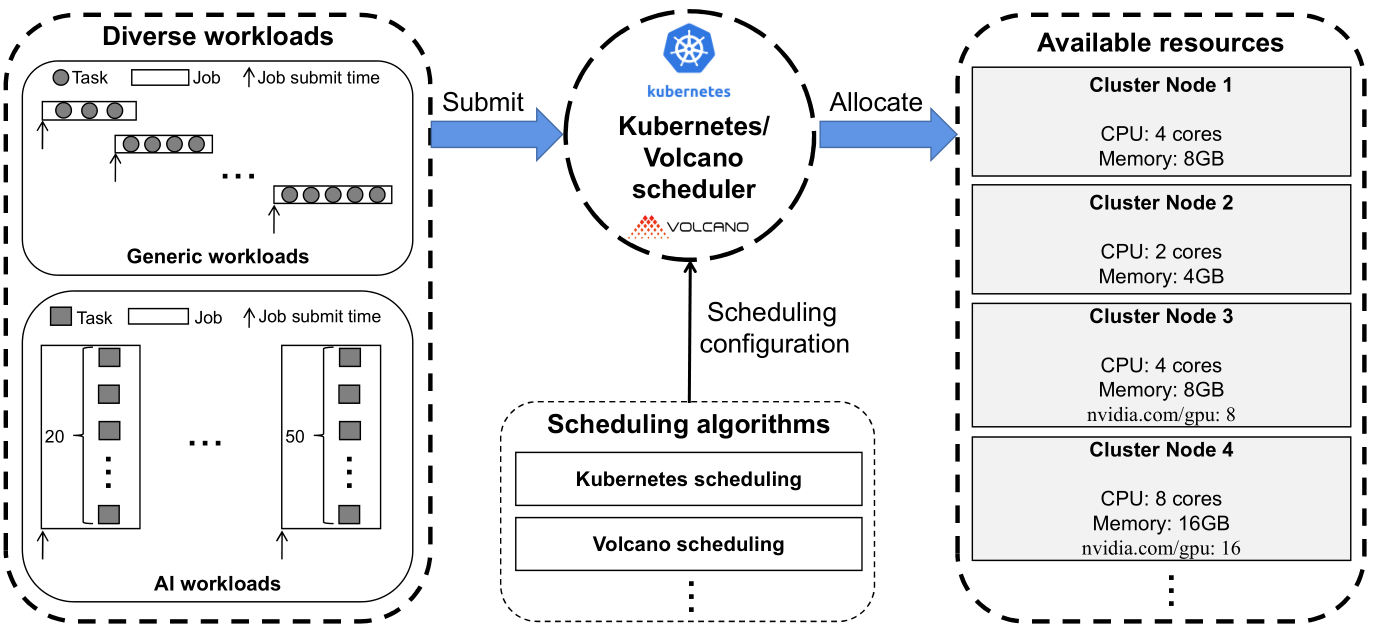 Diverse workloads
Task
Job
Job submit time
...
Generic workloads
Task
Job
Job submit time
20
...
50
AI workloads
Submit
kubernetes
Kubernetes/
Volcano
scheduler
VOLCANO
Allocate
Scheduling
configuration
Scheduling algorithms
Kubernetes scheduling
Volcano scheduling
Available resources
Cluster Node 1
CPU: 4 cores
Memory: 8GB
Cluster Node 2
CPU: 2 cores
Memory: 4GB
Cluster Node 3
CPU: 4 cores
Memory: 8GB
nvidia.com/gpu: 8
Cluster Node 4
CPU: 8 cores
Memory: 16GB
nvidia.com/gpu: 16